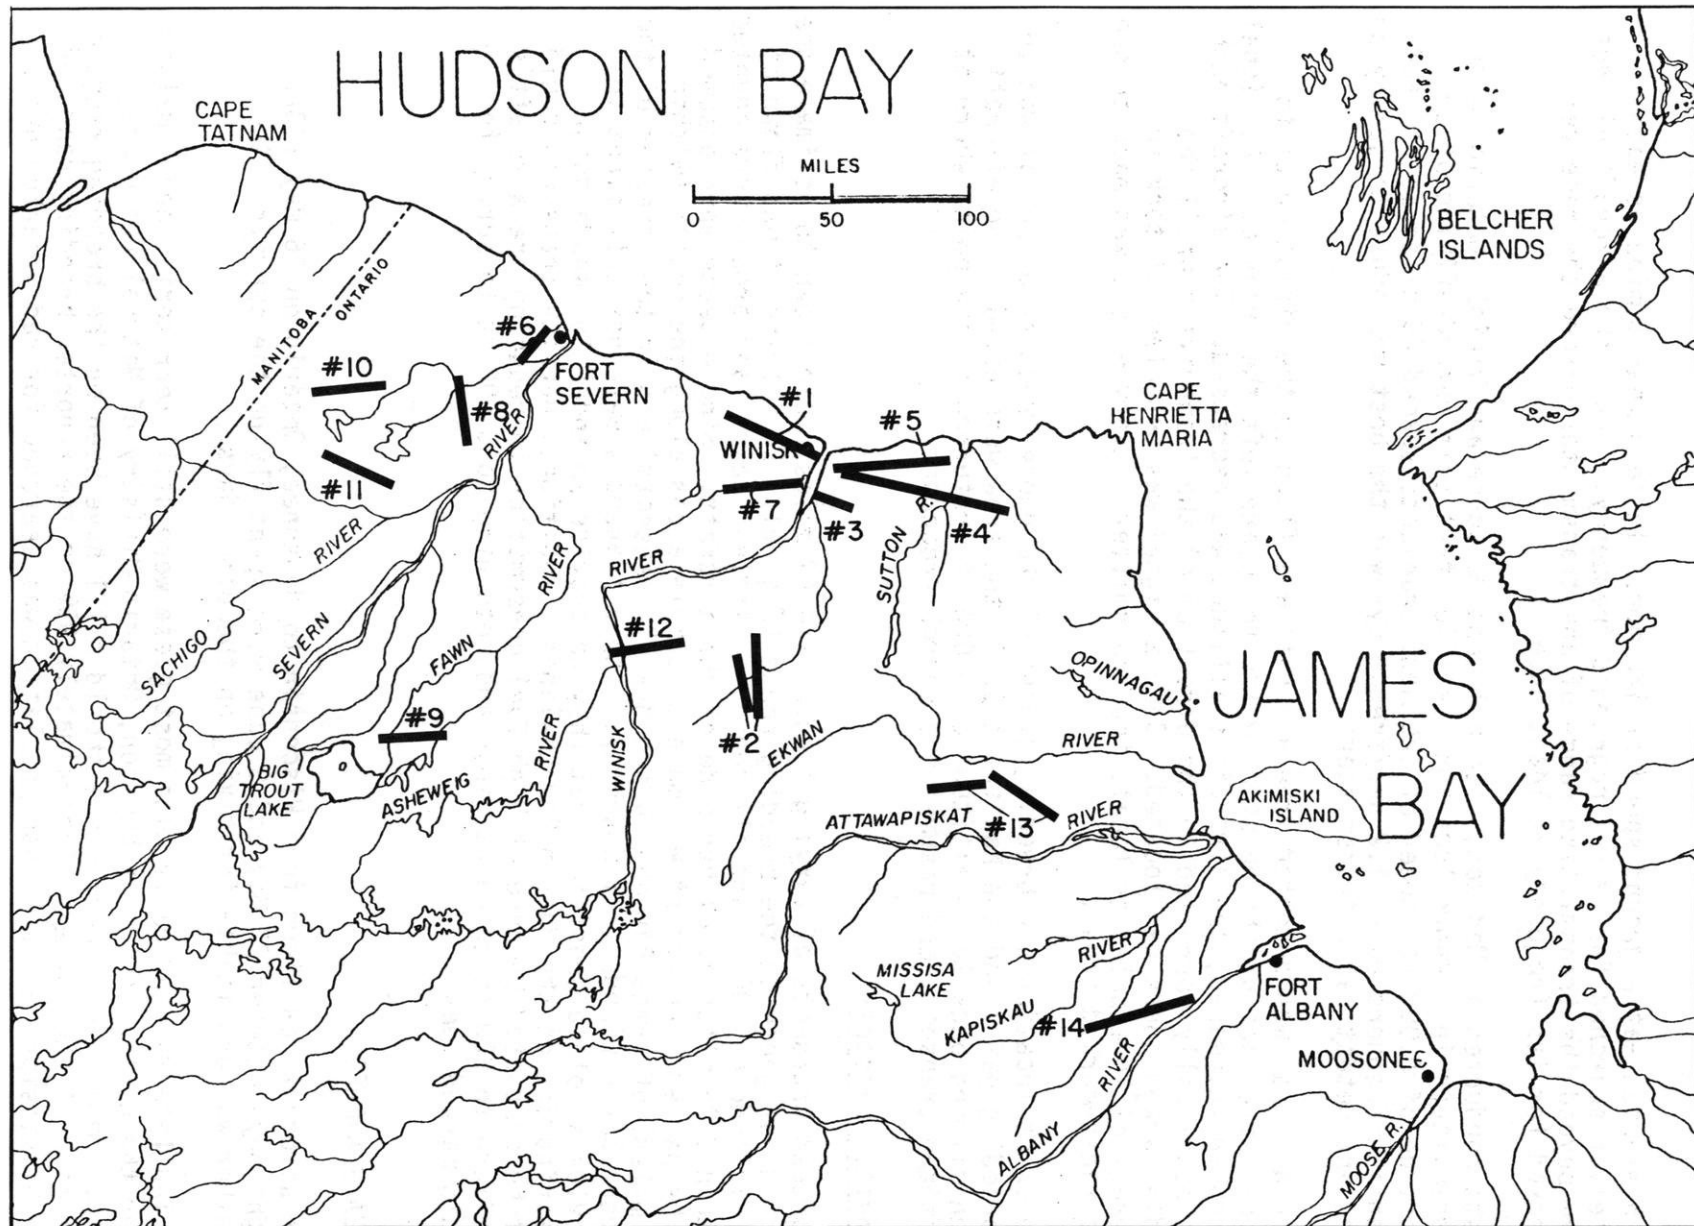 HUDSON BAY
CAPE
TATNAM
MILES
0 50 100
BELCHER
ISLANDS
MANITOBA
ONTARIO
#6
FORT
SEVERN
#10
#8
RIVER
#11
#1
WINISK
#5
CAPE
HENRIETTA
MARIA
#7
#3
SUTTON R.
#4
RIVER
RIVER
RIVER
SACHIGO
SEVERN
FAWN
#12
#2
OPINNAGAU
JAMES
BAY
#9
BIG
TROUT
LAKE
ASHEWEIG
RIVER
WINISK
EKWAN
RIVER
AKIMISKI
ISLAND
ATTAWAPISKAT
#13
RIVER
MISSISA
LAKE
RIVER
KAPISKAU
#14
FORT
ALBANY
MOOSONEE
RIVER
ALBANY
MOOSE R.